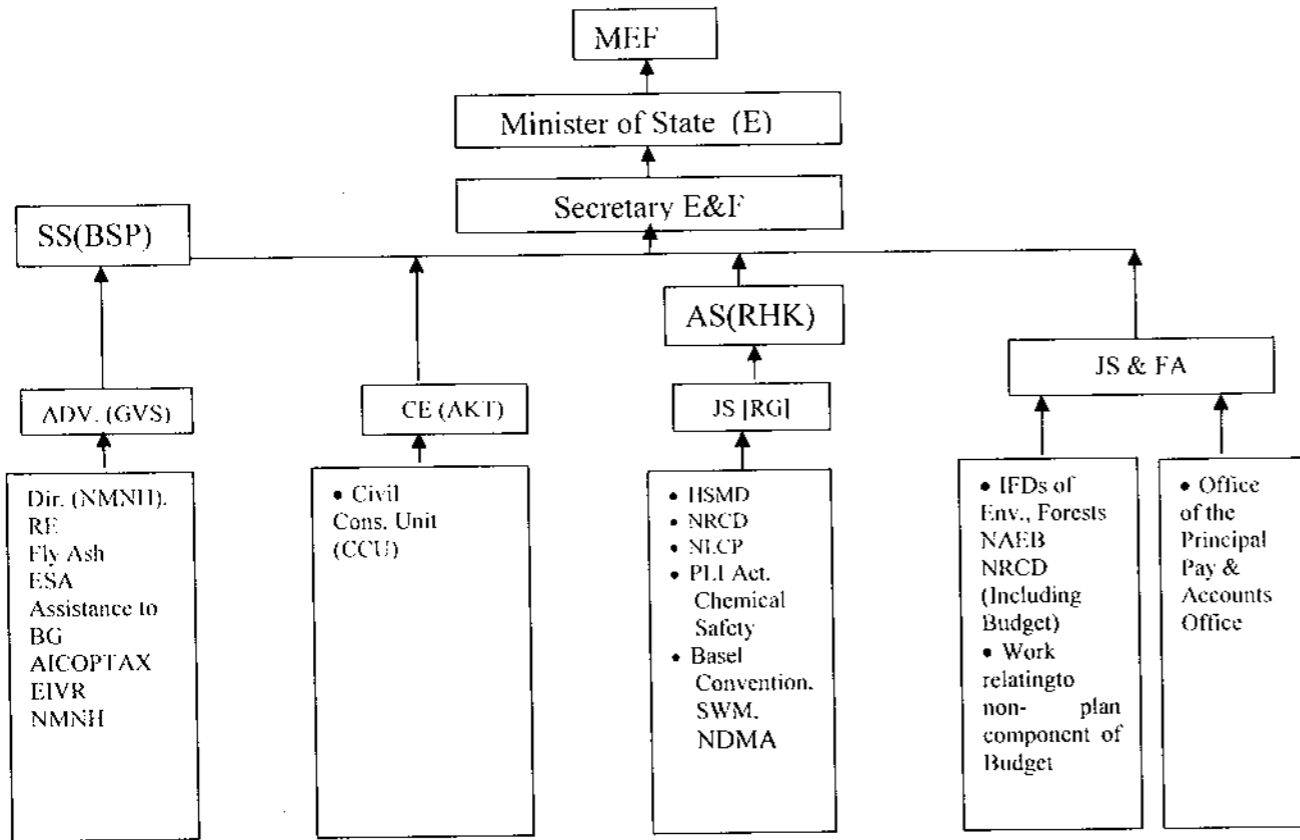 MEF
Minister of State (E)
Secretary E&F
SS(BSP)
AS(RHK)
JS & FA
ADV. (GVS)
CE (AKT)
JS [RG]
Dir. (NMNH).
RE
Fly Ash
ESA
Assistance to
BG
AICOPTAX
EIVR
NMNH
• Civil
Cons. Unit
(CCU)
• HSMD
• NRCD
• NLCP
• PLI Act.
Chemical
Safety
• Basel
Convention.
SWM.
NDMA
• IFDs of
Env., Forests
NAEB
NRCD
(Including
Budget)
• Work
relatingto
non- plan
component of
Budget
• Office
of the
Principal
Pay &
Accounts
Office